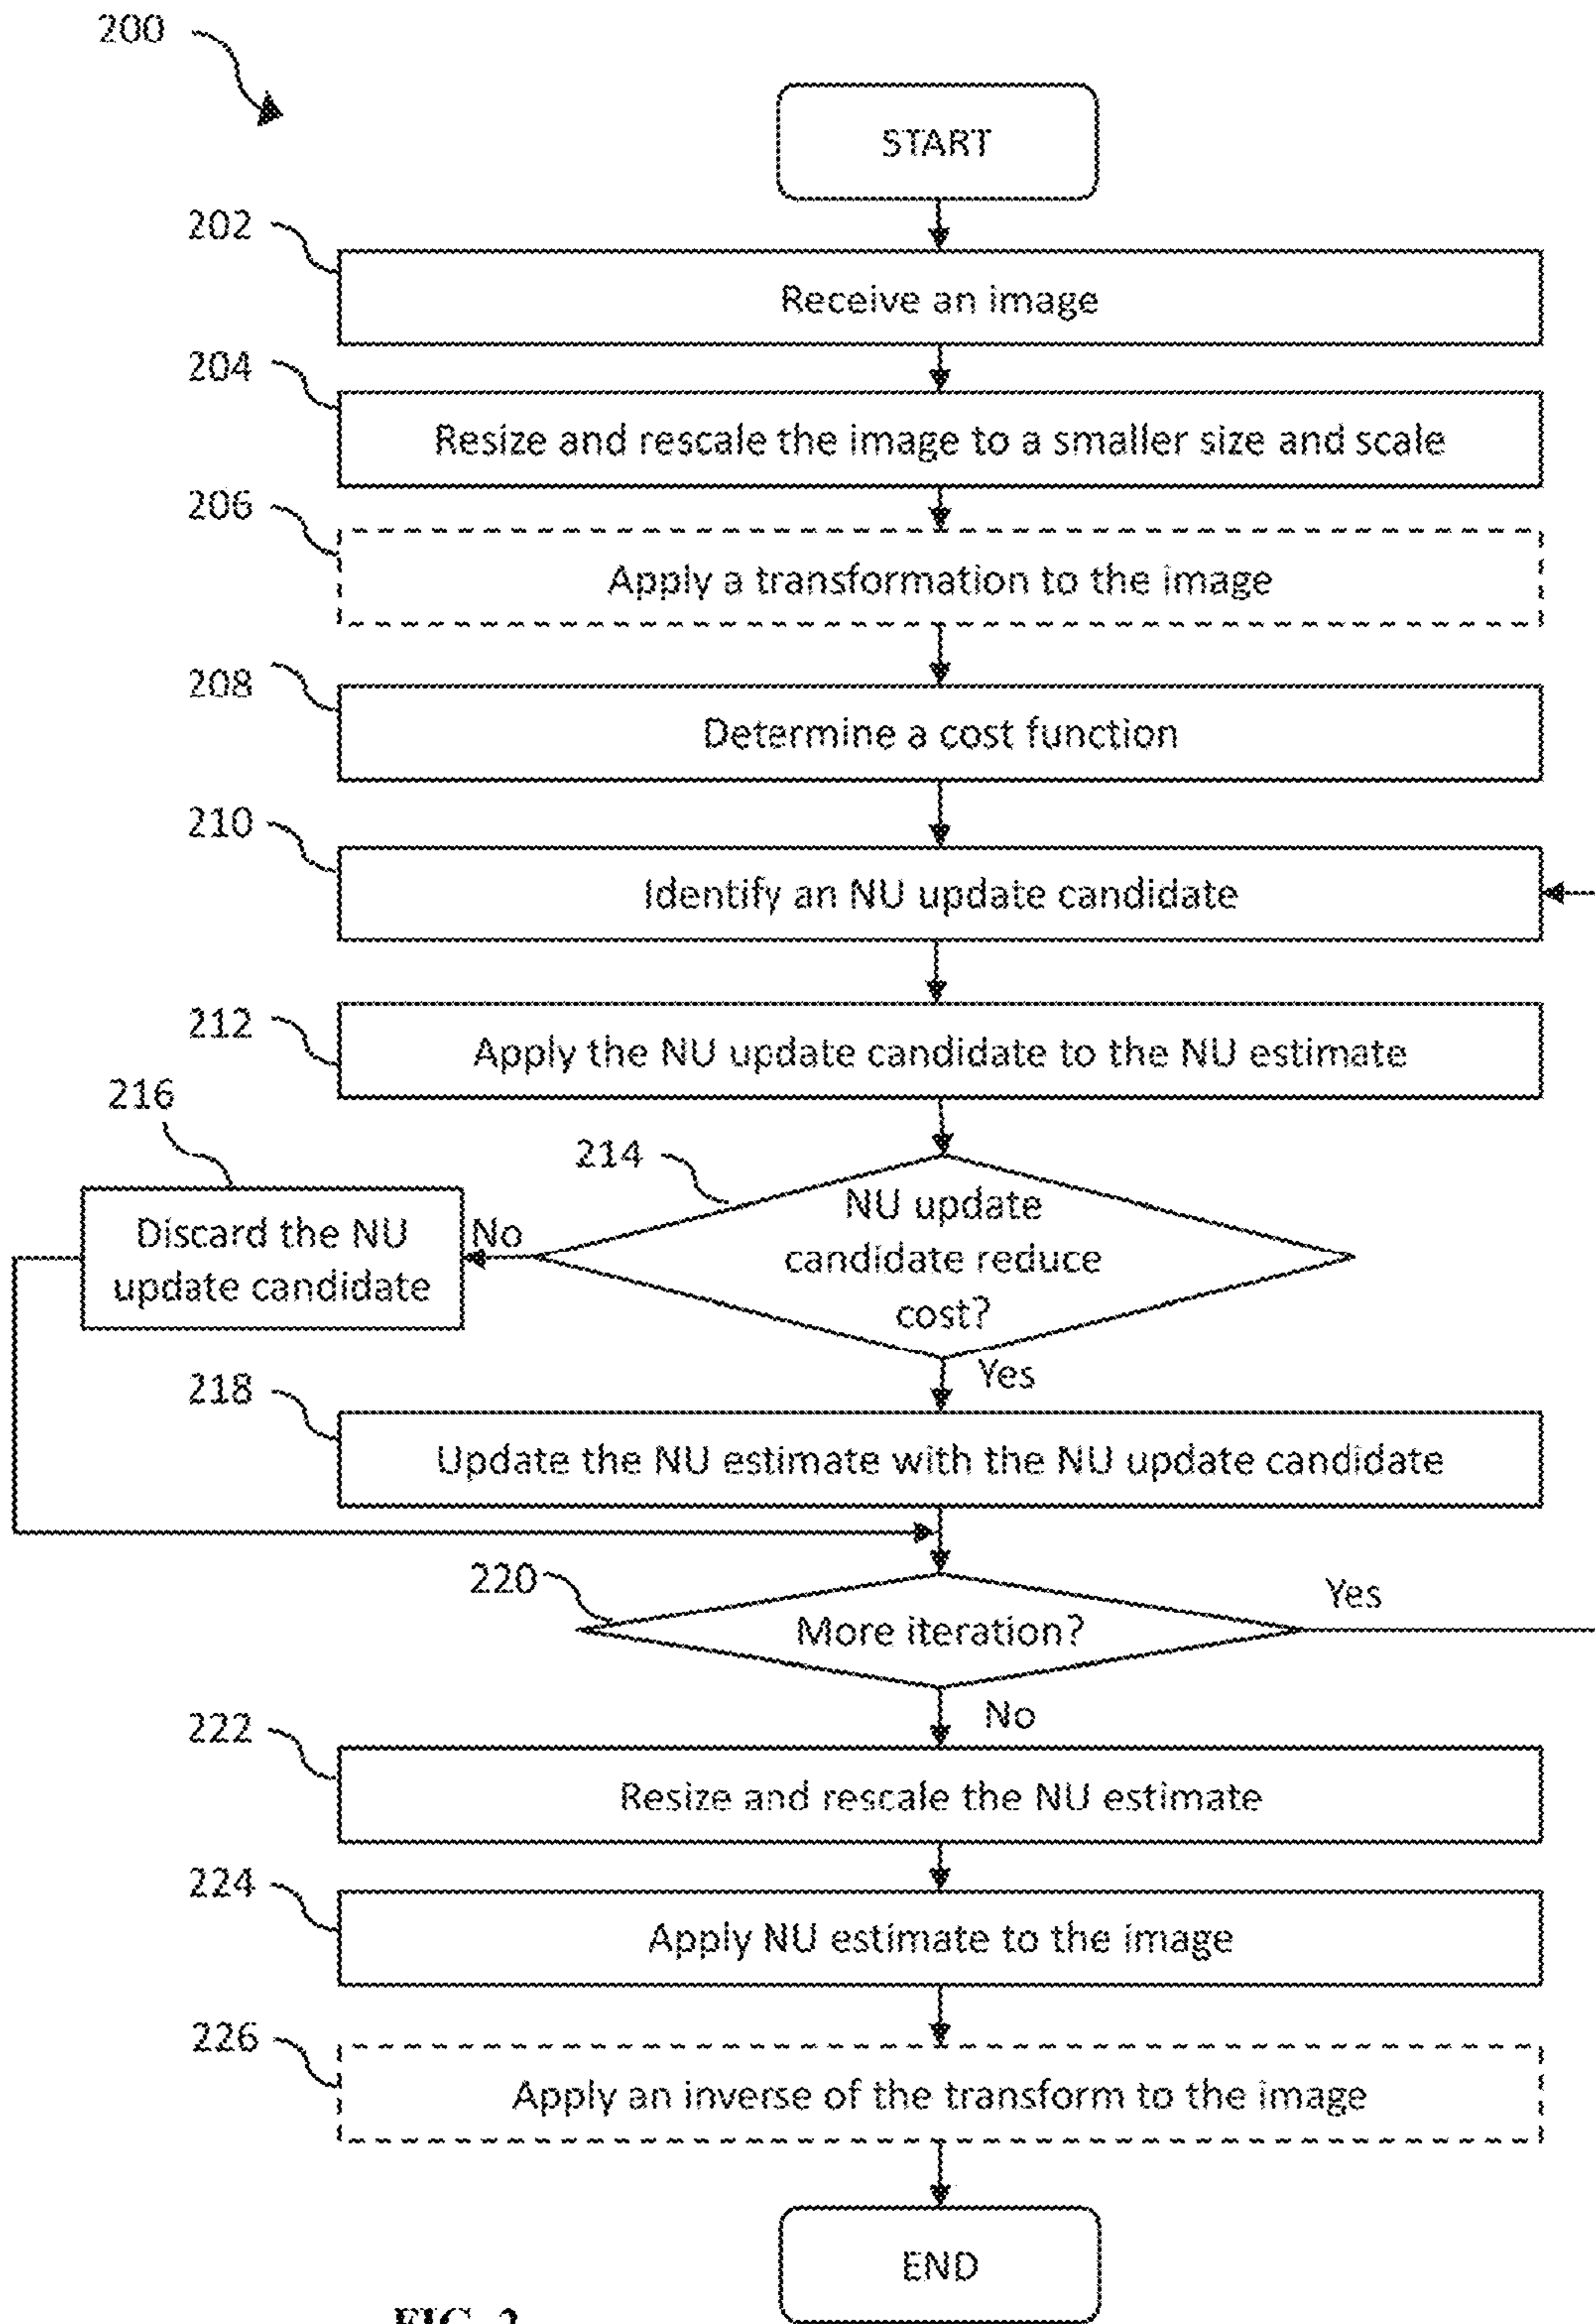 200
START
202
Receive an image
204
Resize and rescale the image to a smaller size and scale
206
Apply a transformation to the image
208
Determine a cost function
210
Identify an NU update candidate
212
Apply the NU update candidate to the NU estimate
216
214
NU update
candidate reduce
cost?
No
Discard the NU
update candidate
Yes
218
Update the NU estimate with the NU update candidate
220
More iteration?
Yes
No
222
Resize and rescale the NU estimate
224
Apply NU estimate to the image
226
Apply an inverse of the transform to the image
END
FIG. 2